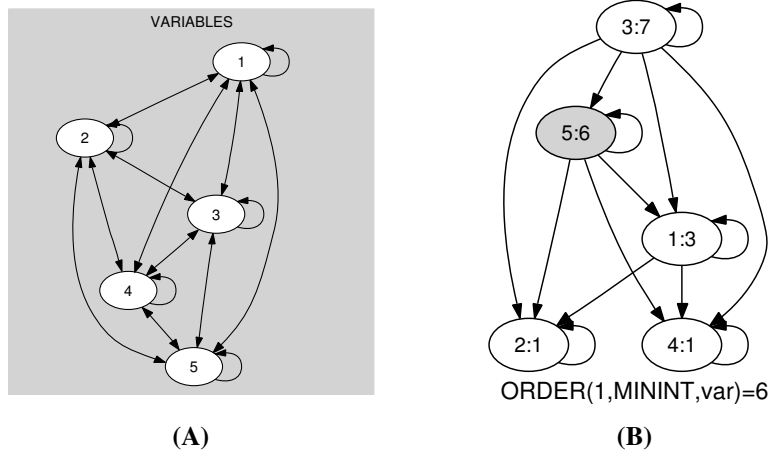 VARIABLES
1
2
3
4
5
(A)
3:7
5:6
1:3
2:1
4:1
ORDER(1,MININT,var)=6
(B)